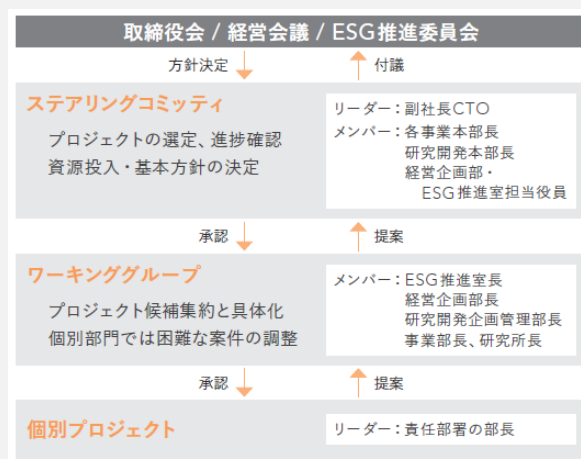 取締役会 / 経営会議 / ESG推進委員会
方針決定
付議
ステアリングコミッティ
プロジェクトの選定、進捗確認
資源投入・基本方針の決定
リーダー：副社長CTO
メンバー：各事業本部長
研究開発本部長
経営企画部・
ESG推進室担当役員
承認
提案
ワーキンググループ
プロジェクト候補集約と具体化
個別部門では困難な案件の調整
メンバー：ESG推進室長
経営企画部長
研究開発企画管理部長
事業部長、研究所長
承認
提案
個別プロジェクト
リーダー：責任部署の部長